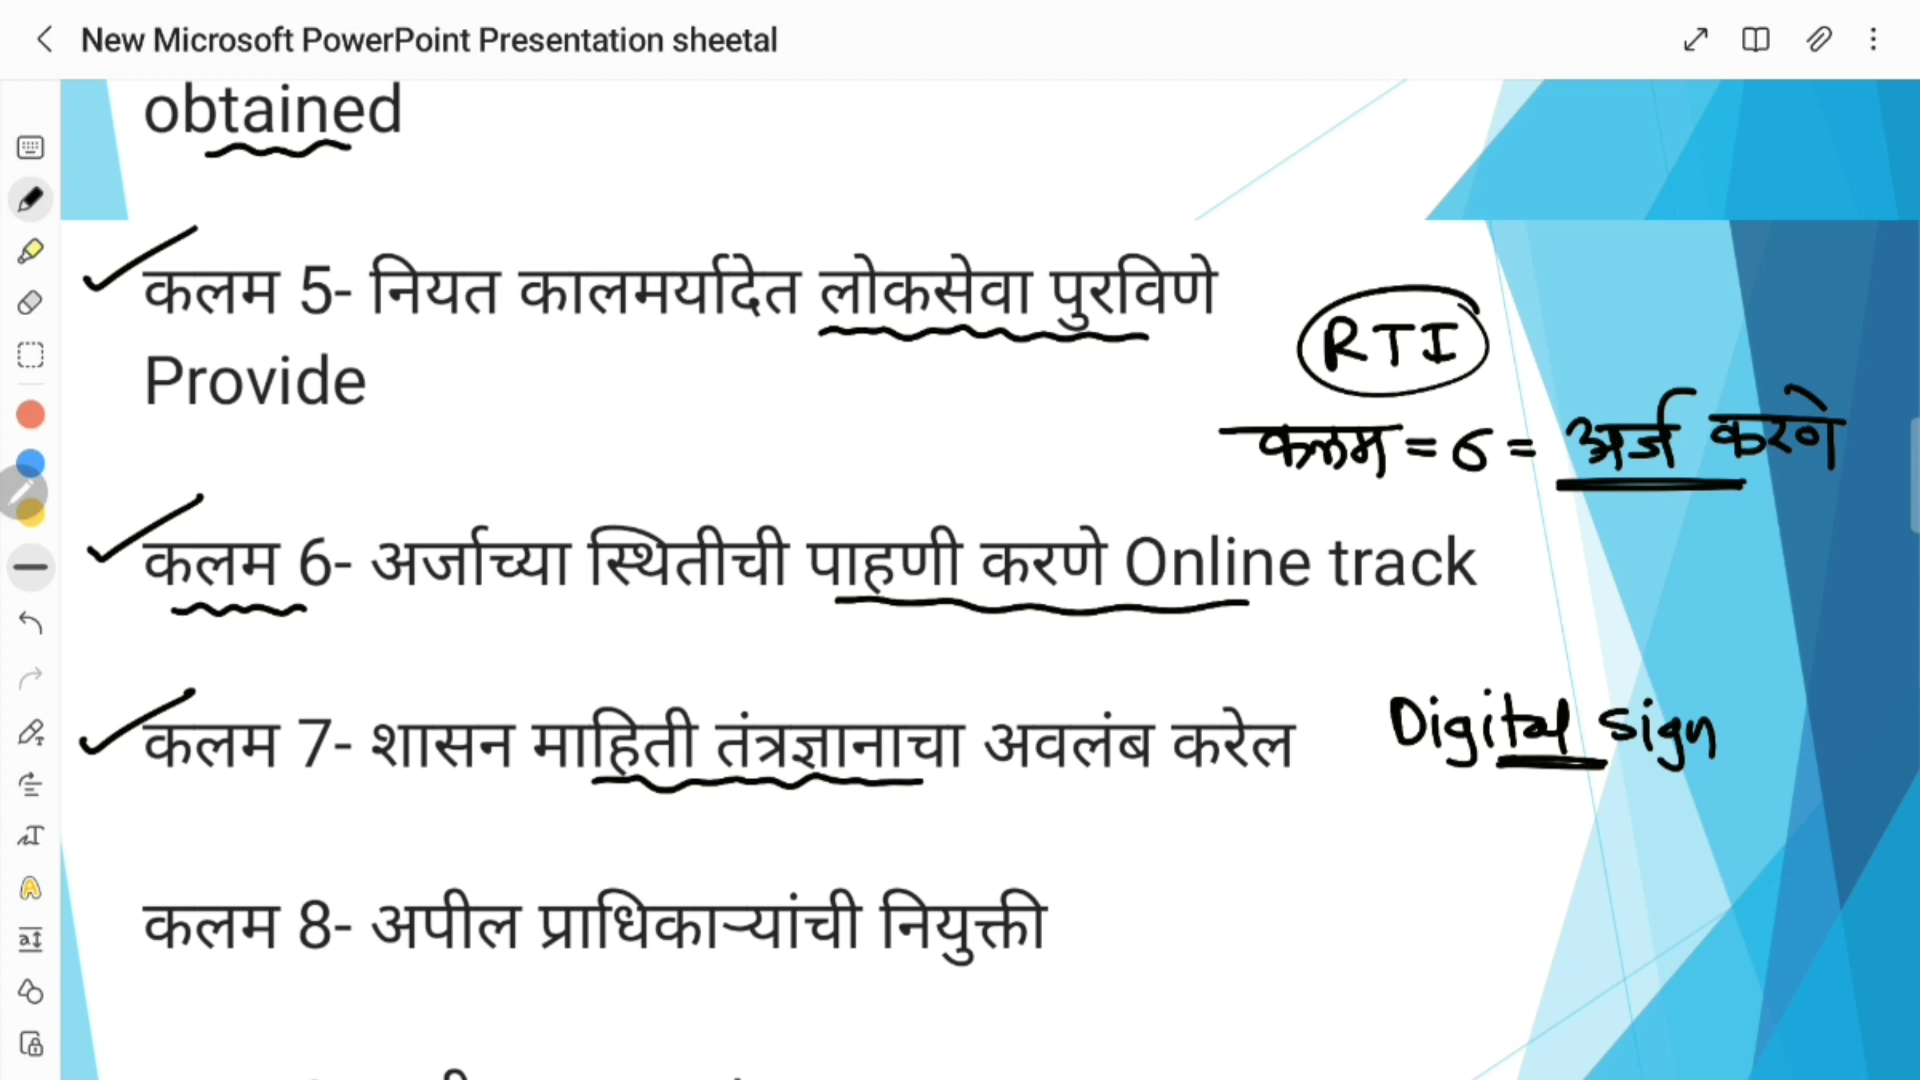 New Microsoft PowerPoint Presentation sheetal
obtained
कलम 5- नियत कालमर्यादेत लोकसेवा पुरविणे
Provide
RTI
कलम = 6 = अर्ज करणे
कलम 6- अर्जाच्या स्थितीची पाहणी करणे Online track
कलम 7- शासन माहिती तंत्रज्ञानाचा अवलंब करेल
Digital sign
कलम 8- अपील प्राधिकाऱ्यांची नियुक्ती